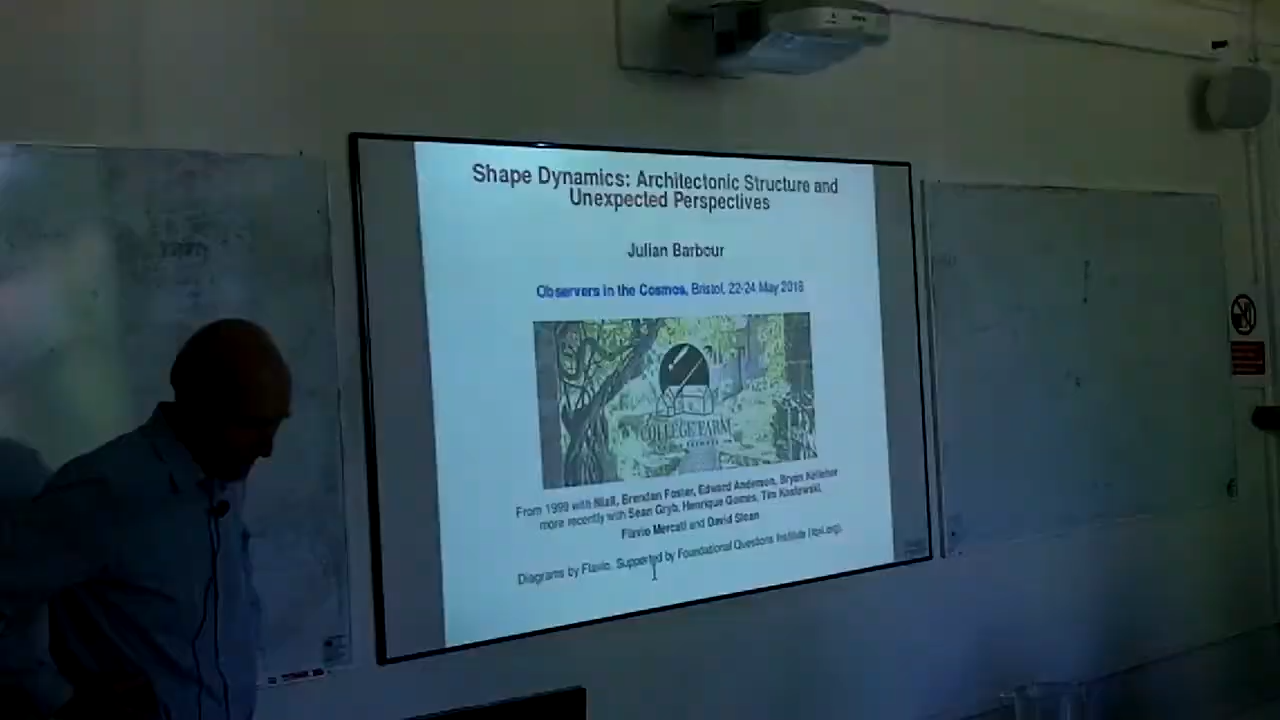 Shape Dynamics: Architectonic Structure and
Unexpected Perspectives
Julian Barbour
Observers in the Cosmos, Bristol, 22-24 May 2018
COLLEGE FARM
From 1999 with Niall, Brendan Foster, Edward Anderson, Bryan Kelleher
more recently with Sean Gryb, Henrique Gomes, Tim Koslowski,
Flavio Mercati and David Sloan
Diagrams by Flavio. Supported by Foundational Questions Institute